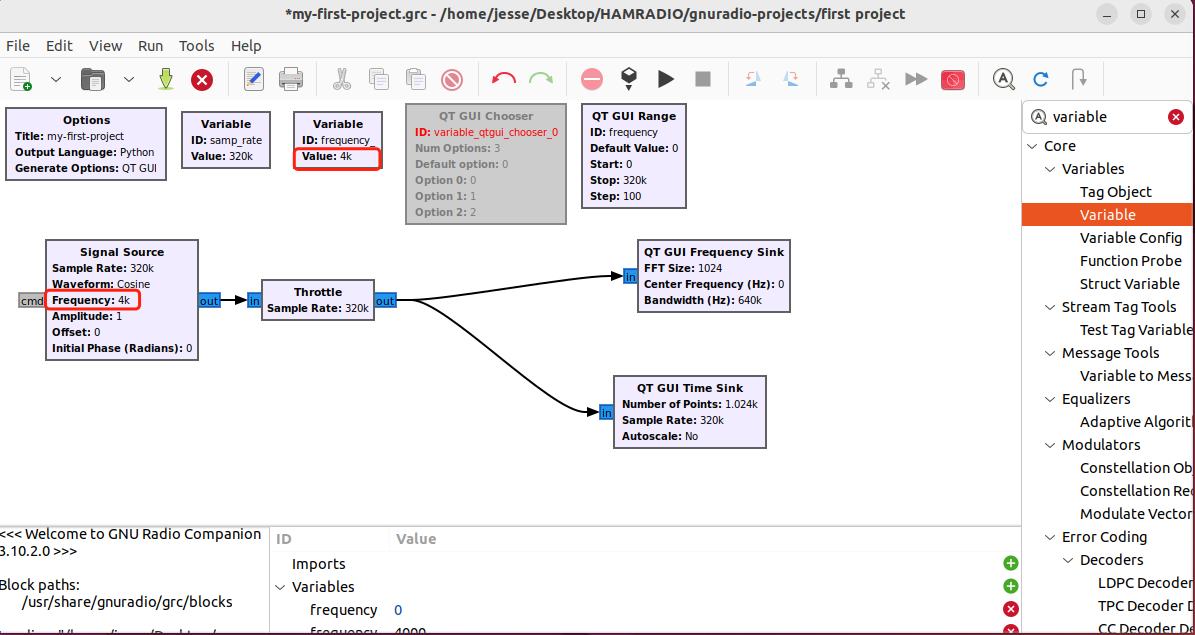 *my-first-project.grc - /home/jesse/Desktop/HAMRADIO/gnuradio-projects/first project
File Edit View Run Tools Help
Options
Title: my-first-project
Output Language: Python
Generate Options: QT GUI
Variable
ID: samp_rate
Value: 320k
Variable
ID: frequency_
Value: 4k
QT GUI Chooser
ID: variable_qtgui_chooser_0
Num Options: 3
Default option: 0
Option 0: 0
Option 1: 1
Option 2: 2
QT GUI Range
ID: frequency
Default Value: 0
Start: 0
Stop: 320k
Step: 100
Signal Source
Sample Rate: 320k
Waveform: Cosine
Frequency: 4k
Amplitude: 1
Offset: 0
Initial Phase (Radians): 0
cmd
out
in
Throttle
Sample Rate: 320k
out
in
QT GUI Frequency Sink
FFT Size: 1024
Center Frequency (Hz): 0
Bandwidth (Hz): 640k
in
QT GUI Time Sink
Number of Points: 1.024k
Sample Rate: 320k
Autoscale: No
variable
Core
Variables
Tag Object
Variable
Variable Config
Function Probe
Struct Variable
Stream Tag Tools
Test Tag Variable
Message Tools
Variable to Mess
Equalizers
Adaptive Algorit
Modulators
Constellation Ob
Constellation Rec
Modulate Vector
Error Coding
Decoders
LDPC Decoder
TPC Decoder D
CC Decoder De
<<< Welcome to GNU Radio Companion
3.10.2.0 >>>
Block paths:
/usr/share/gnuradio/grc/blocks
ID Value
Imports
Variables
frequency 0
frequency 4000